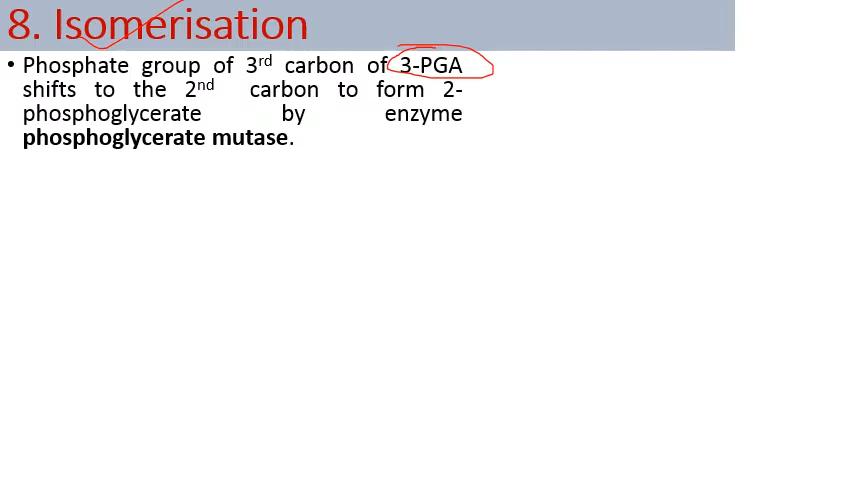 8. Isomerisation
• Phosphate group of 3rd carbon of 3-PGA
shifts to the 2nd carbon to form 2-
phosphoglycerate by enzyme
phosphoglycerate mutase.